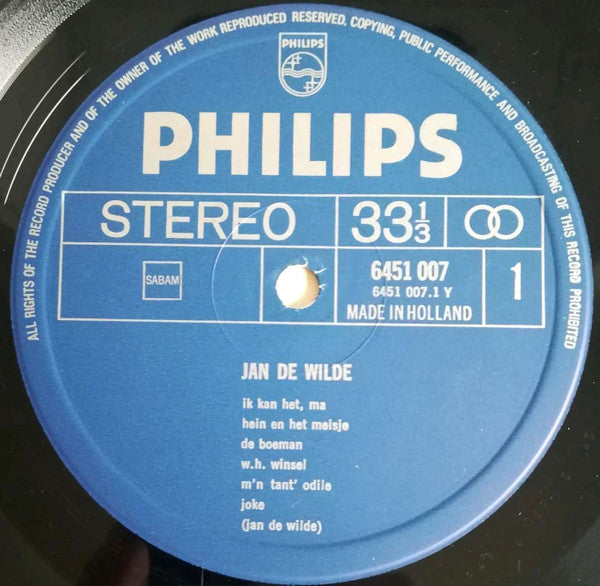 ALL RIGHTS OF THE RECORD PRODUCER AND OF THE OWNER OF THE WORK REPRODUCED RESERVED, COPYING, PUBLIC PERFORMANCE AND BROADCASTING OF THIS RECORD PROHIBITED
PHILIPS
PHILIPS
STEREO 33⅓
SABAM 6451 007 1
6451 007.1 Y
MADE IN HOLLAND
JAN DE WILDE
ik kan het, ma
hein en het meisje
de boeman
w.h. winsel
m'n tant' odile
joke
(jan de wilde)